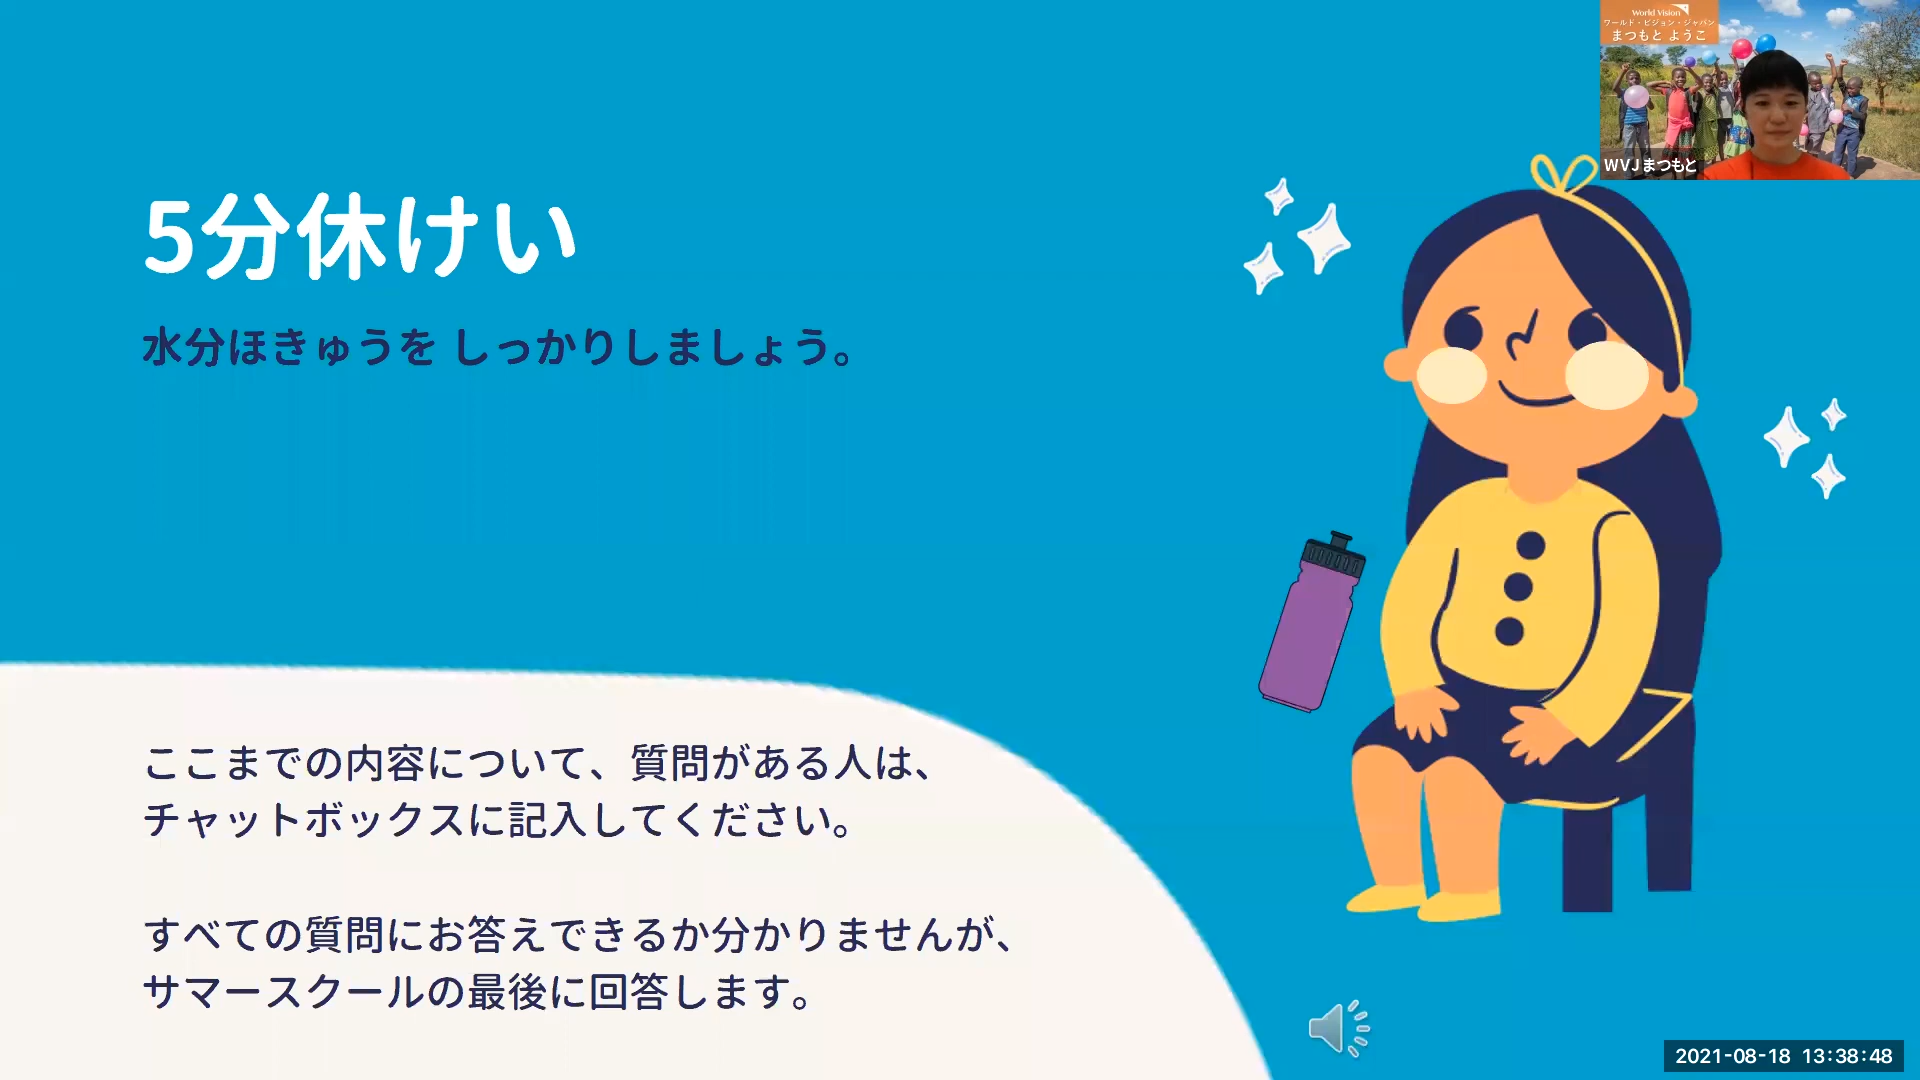 World Vision
ワールド・ビジョン・ジャパン
まつもと ようこ
WVJまつもと
5分休けい
水分ほきゅうを しっかりしましょう。
ここまでの内容について、質問がある人は、
チャットボックスに記入してください。
すべての質問にお答えできるか分かりませんが、
サマースクールの最後に回答します。
2021-08-18 13:38:48